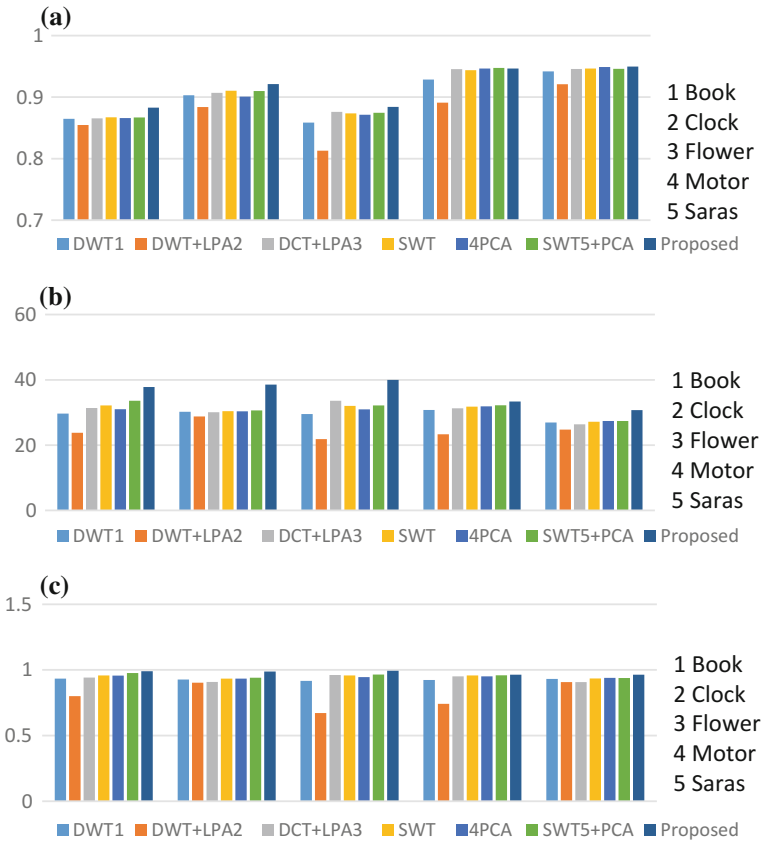 (a)
1
0.9
0.8
0.7
1 Book
2 Clock
3 Flower
4 Motor
5 Saras
DWT1 DWT+LPA2 DCT+LPA3 SWT 4PCA SWT5+PCA Proposed
(b)
60
40
20
0
1 Book
2 Clock
3 Flower
4 Motor
5 Saras
DWT1 DWT+LPA2 DCT+LPA3 SWT 4PCA SWT5+PCA Proposed
(c)
1.5
1
0.5
0
1 Book
2 Clock
3 Flower
4 Motor
5 Saras
DWT1 DWT+LPA2 DCT+LPA3 SWT 4PCA SWT5+PCA Proposed